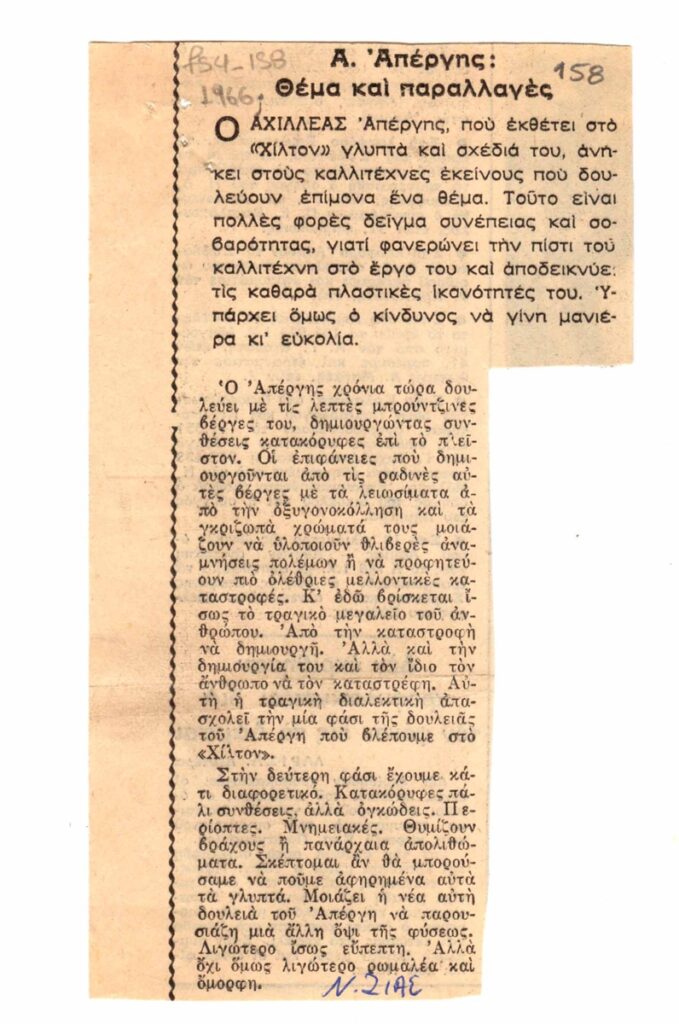 f54-158
1966.
158
Α. Ἀπέργης:
Θέμα καὶ παραλλαγὲς
Ο ΑΧΙΛΛΕΑΣ Ἀπέργης, ποὺ ἐκθέτει στὸ
«Χίλτον» γλυπτὰ καὶ σχέδιά του, ἀνή-
κει στοὺς καλλιτέχνες ἐκείνους ποὺ δου-
λεύουν ἐπίμονα ἕνα θέμα. Τοῦτο εἶναι
πολλὲς φορὲς δεῖγμα συνέπειας καὶ σο-
βαρότητας, γιατί φανερώνει τὴν πίστι τοῦ
καλλιτέχνη στὸ ἔργο του καὶ ἀποδεικνύε.
τὶς καθαρὰ πλαστικὲς ἱκανότητές του. Ὑ-
πάρχει ὅμως ὁ κίνδυνος νὰ γίνη μανιέ-
ρα κι' εὐκολία.
Ὁ Ἀπέργης χρόνια τώρα δου-
λεύει μὲ τὶς λεπτὲς μπρούντζινες
βέργες του, δημιουργώντας συν-
θέσεις κατακόρυφες ἐπὶ τὸ πλεῖ-
στον. Οἱ ἐπιφάνειες ποὺ δημι-
ουργοῦνται ἀπὸ τὶς ραδινὲς αὐ-
τὲς βέργες μὲ τὰ λειωσίματα ἀ-
πὸ τὴν ὀξυγονοκόλληση καὶ τὰ
γκριζωπὰ χρώματά τους μοιά-
ζουν νὰ ὑλοποιοῦν θλιβερὲς ἀνα-
μνήσεις πολέμων ἢ νὰ προφητεύ-
ουν πιὸ ὀλέθριες μελλοντικὲς κα-
ταστροφές. Κ' ἐδῶ βρίσκεται ἴ-
σως τὸ τραγικὸ μεγαλεῖο τοῦ ἀν-
θρώπου. Ἀπὸ τὴν καταστροφὴ
νὰ δημιουργῆ. Ἀλλὰ καὶ τὴν
δημιουργία του καὶ τὸν ἴδιο τὸν
ἄνθρωπο νὰ τὸν καταστρέφη. Αὐ-
τὴ ἡ τραγικὴ διαλεκτικὴ ἀπα-
σχολεῖ τὴν μία φάσι τῆς δουλειᾶς
τοῦ Ἀπέργη ποὺ βλέπουμε στὸ
«Χίλτον».
Στὴν δεύτερη φάσι ἔχουμε κά-
τι διαφορετικό. Κατακόρυφες πά-
λι συνθέσεις, ἀλλὰ ὀγκώδεις. Πε-
ρίοπτες. Μνημειακές. Θυμίζουν
βράχους ἢ πανάρχαια ἀπολιθώ-
ματα. Σκέπτομαι ἂν θὰ μπορού-
σαμε νὰ ποῦμε ἀφηρημένα αὐτὰ
τὰ γλυπτά. Μοιάζει ἡ νέα αὐτὴ
δουλειὰ τοῦ Ἀπέργη νὰ παρου-
σιάζη μιὰ ἄλλη ὄψι τῆς φύσεως.
Λιγώτερο ἴσως εὔπεπτη. Ἀλλὰ
ὄχι ὅμως λιγώτερο ρωμαλέα καὶ
ὄμορφη.
Ν. ΖΙΑΣ